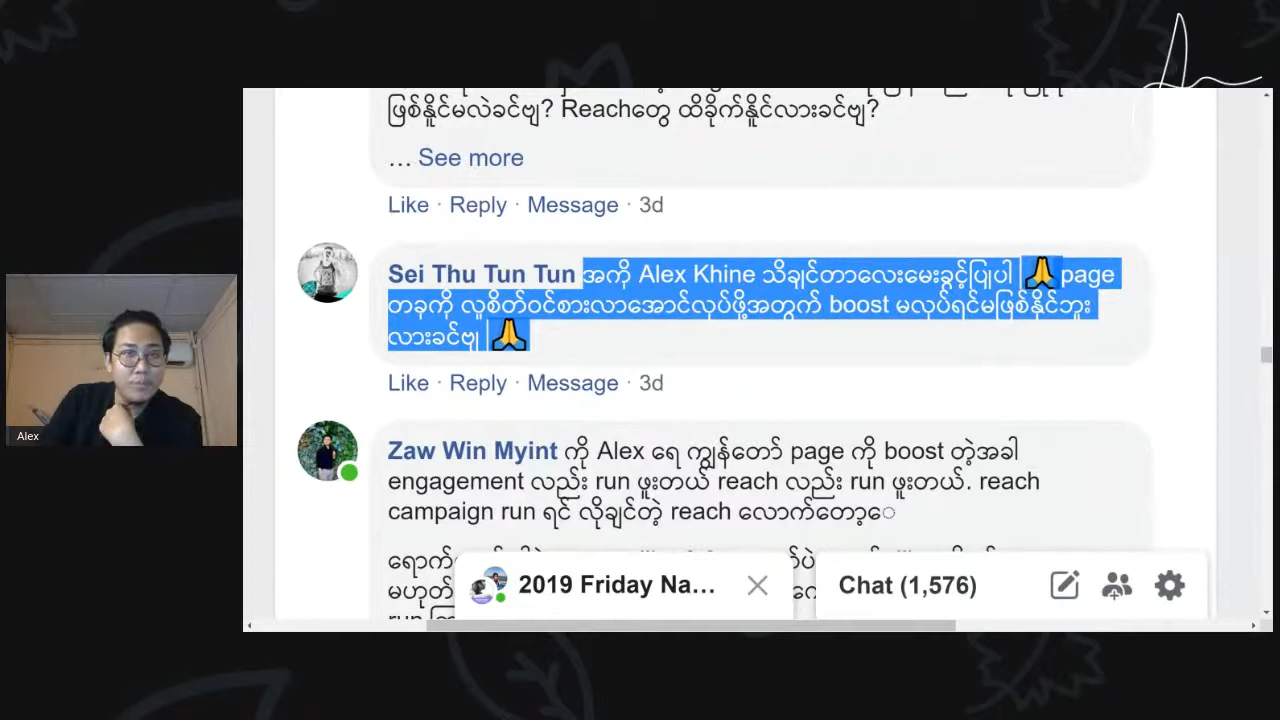 ဖြစ်နိူင်မလဲခင်ဗျ? Reachတွေ ထိခိုက်နိူင်လားခင်ဗျ?
... See more
Like · Reply · Message · 3d
Sei Thu Tun Tun အကို Alex Khine သိချင်တာလေးမေးခွင့်ပြုပါ 🙏page
တခုကို လူစိတ်ဝင်စားလာအောင်လုပ်ဖို့အတွက် boost မလုပ်ရင်မဖြစ်နိုင်ဘူး
လားခင်ဗျ 🙏
Like · Reply · Message · 3d
Zaw Win Myint ကို Alex ရေ ကျွန်တော် page ကို boost တဲ့အခါ
engagement လည်း run ဖူးတယ် reach လည်း run ဖူးတယ်. reach
campaign run ရင် လိုချင်တဲ့ reach လောက်တော့ေ
2019 Friday Na...
Chat (1,576)
Alex